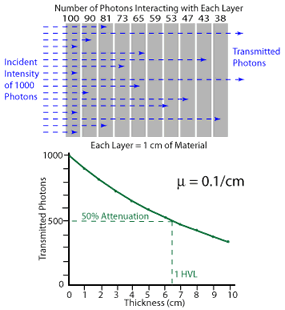 Number of Photons Interacting with Each Layer
100 90 81 73 65 59 53 47 43 38
Incident
Intensity
of 1000
Photons
Transmitted
Photons
Each Layer = 1 cm of Material
1000
500
0
Transmitted Photons
μ = 0.1/cm
50% Attenuation
1 HVL
0 1 2 3 4 5 6 7 8 9 10
Thickness (cm)